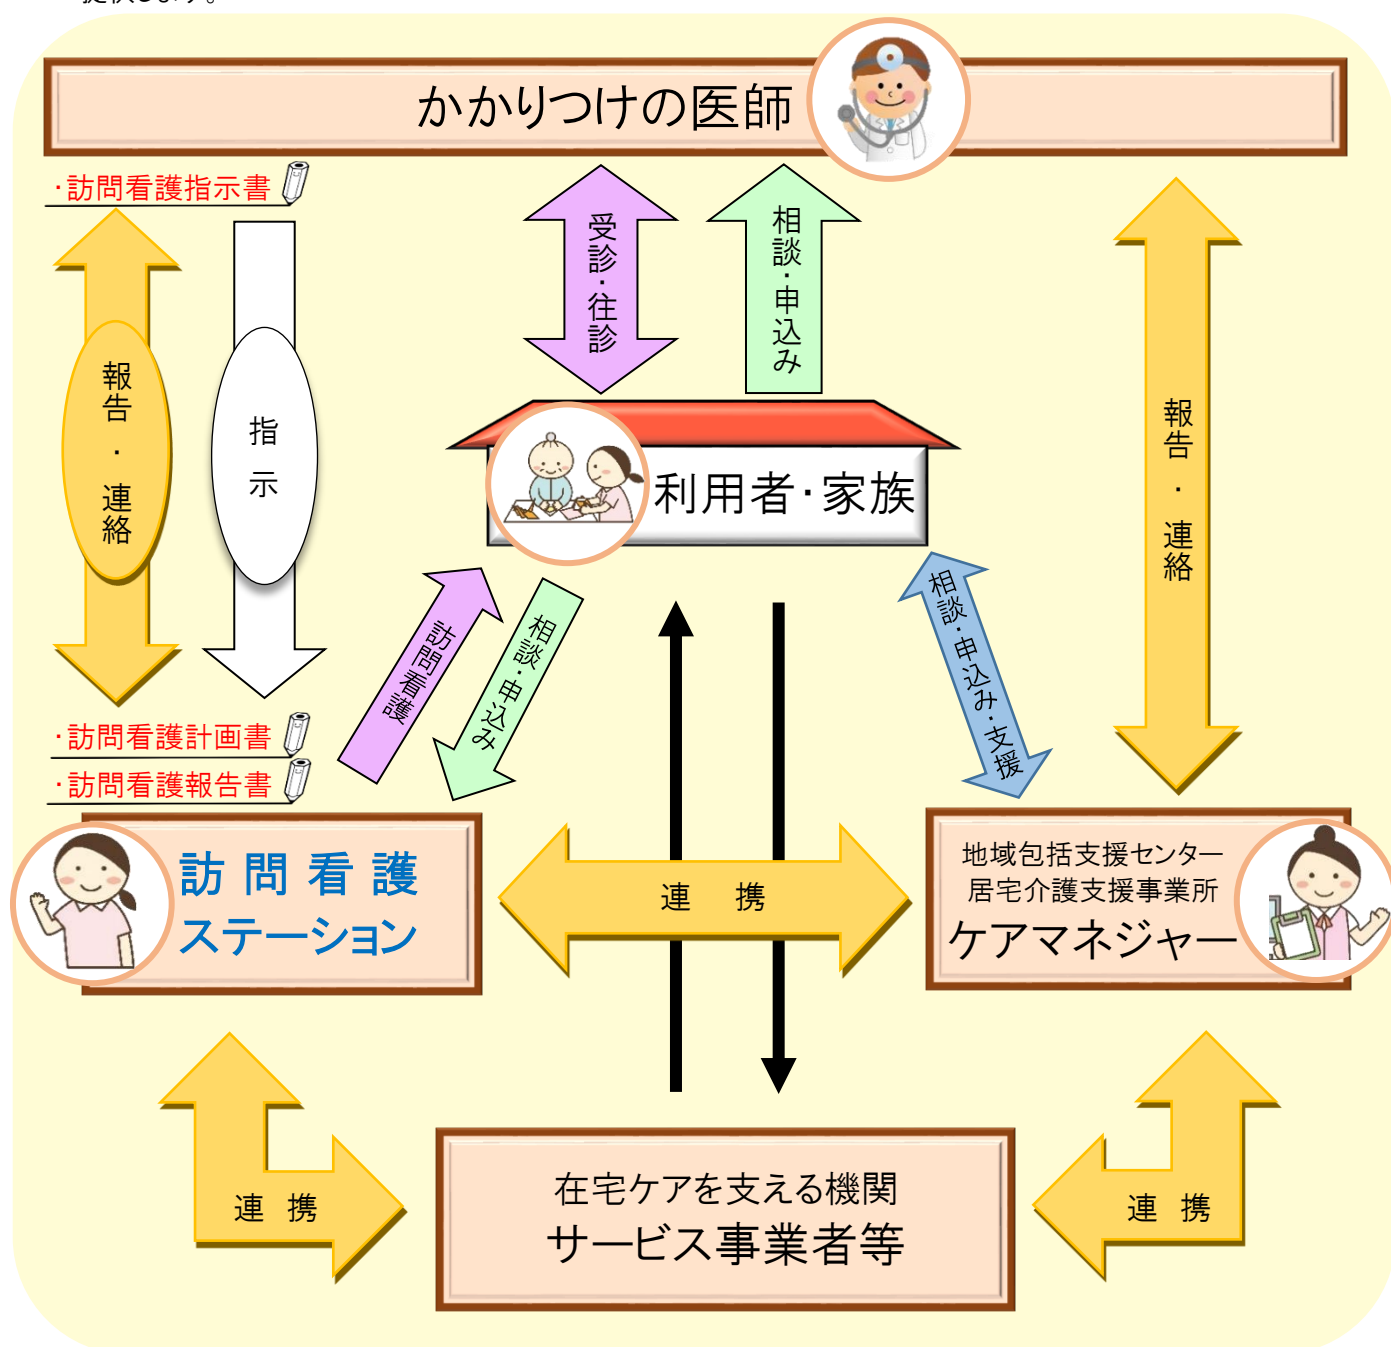 提供します。
かかりつけの医師
・訪問看護指示書
報告・連絡
指示
受診・往診
相談・申込み
報告・連絡
利用者・家族
訪問看護
相談・申込み
相談・申込み・支援
・訪問看護計画書
・訪問看護報告書
訪問看護
ステーション
連携
地域包括支援センター
居宅介護支援事業所
ケアマネジャー
連携
連携
在宅ケアを支える機関
サービス事業者等